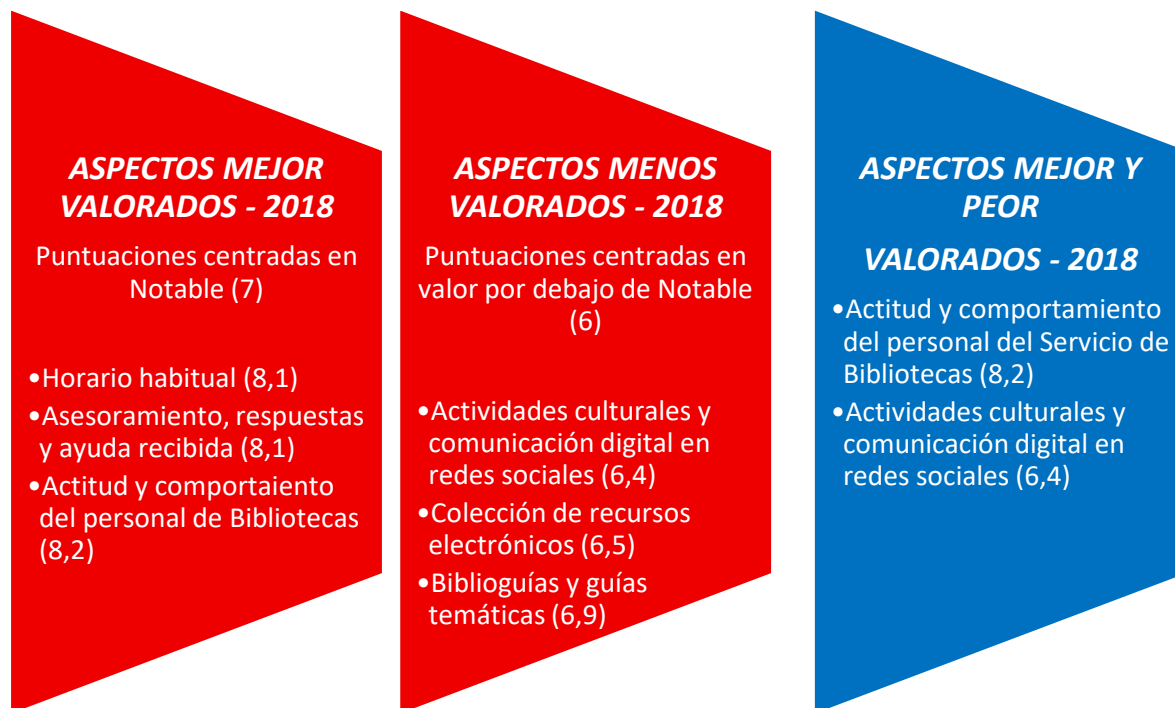 ASPECTOS MEJOR
VALORADOS - 2018
Puntuaciones centradas en
Notable (7)
•Horario habitual (8,1)
•Asesoramiento, respuestas
y ayuda recibida (8,1)
•Actitud y comportaiento
del personal de Bibliotecas
(8,2)
ASPECTOS MENOS
VALORADOS - 2018
Puntuaciones centradas en
valor por debajo de Notable
(6)
•Actividades culturales y
comunicación digital en
redes sociales (6,4)
•Colección de recursos
electrónicos (6,5)
•Biblioguías y guías
temáticas (6,9)
ASPECTOS MEJOR Y
PEOR
VALORADOS - 2018
•Actitud y comportamiento
del personal del Servicio de
Bibliotecas (8,2)
•Actividades culturales y
comunicación digital en
redes sociales (6,4)